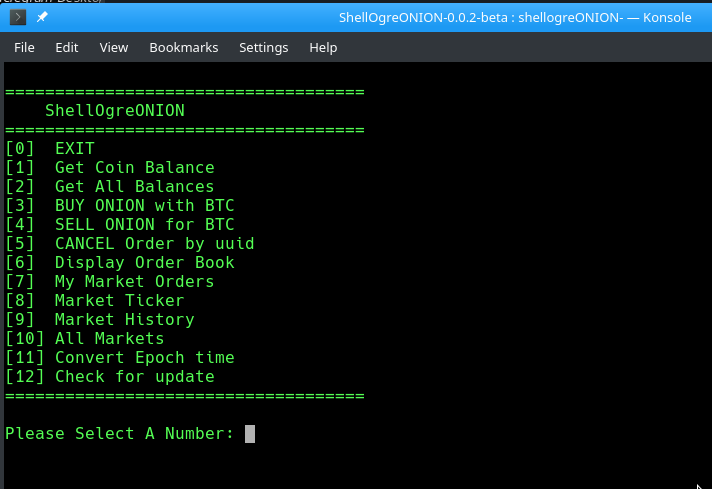 ShellOgreONION-0.0.2-beta : shellogreONION- — Konsole
File Edit View Bookmarks Settings Help
====================================
ShellOgreONION
====================================
[0] EXIT
[1] Get Coin Balance
[2] Get All Balances
[3] BUY ONION with BTC
[4] SELL ONION for BTC
[5] CANCEL Order by uuid
[6] Display Order Book
[7] My Market Orders
[8] Market Ticker
[9] Market History
[10] All Markets
[11] Convert Epoch time
[12] Check for update
====================================
Please Select A Number: